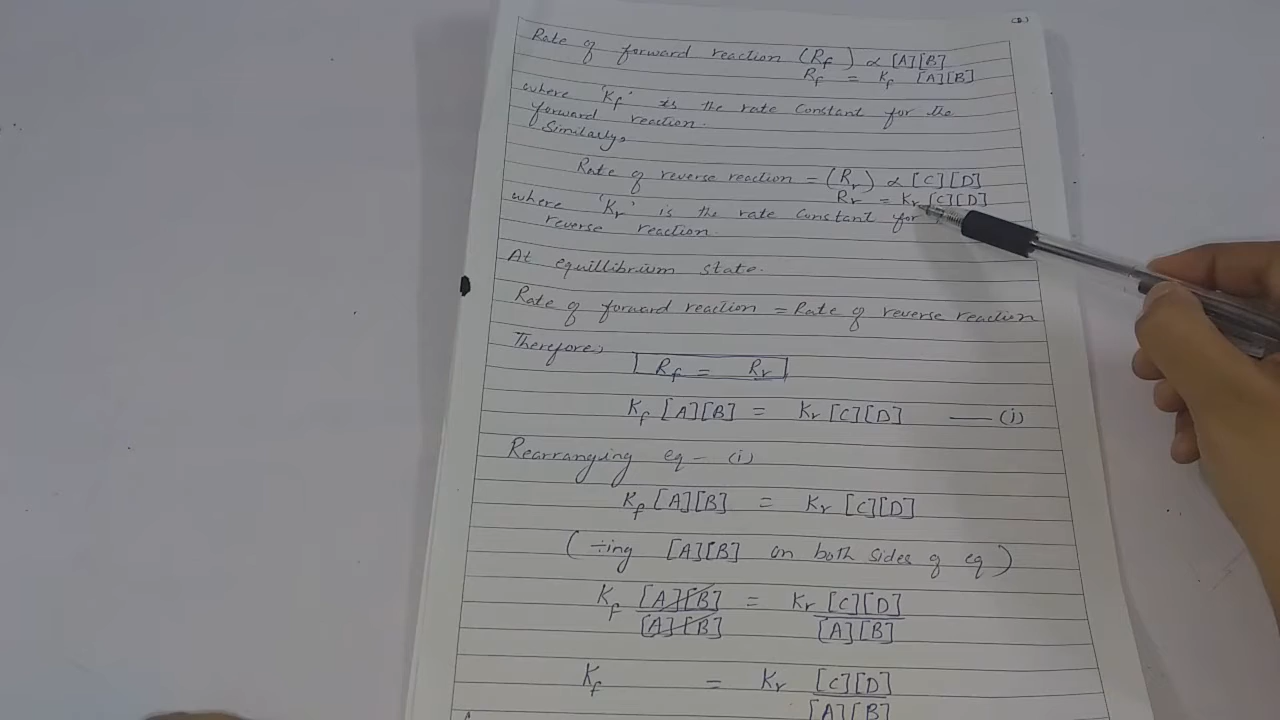 (2)
Rate of forward reaction (Rf) ∝ [A][B]
Rf = Kf [A][B]
where 'Kf' is the rate constant for the
forward reaction.
Similarly,
Rate of reverse reaction = (Rr) ∝ [C][D]
Rr = Kr [C][D]
where 'Kr' is the rate constant for
reverse reaction.
At equillibrium state.
Rate of forward reaction = Rate of reverse reaction
Therefore,
Rf = Rr
Kf [A][B] = Kr [C][D] —— (i)
Rearranging eq - (i)
Kf [A][B] = Kr [C][D]
(÷ing [A][B] on both sides of eq)
Kf [A][B] = Kr [C][D]
[A][B] [A][B]
Kf = Kr [C][D]
[A][B]